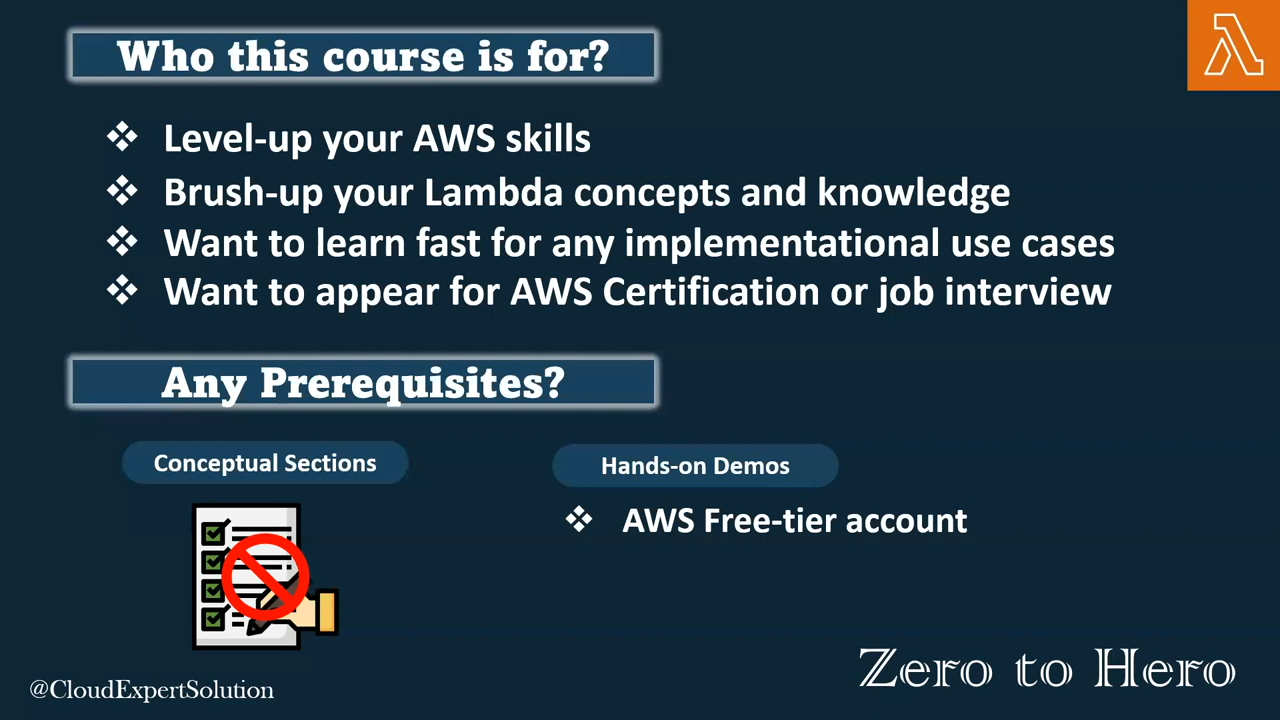 Who this course is for?
Level-up your AWS skills
Brush-up your Lambda concepts and knowledge
Want to learn fast for any implementational use cases
Want to appear for AWS Certification or job interview
Any Prerequisites?
Conceptual Sections
Hands-on Demos
AWS Free-tier account
Zero to Hero
@CloudExpertSolution